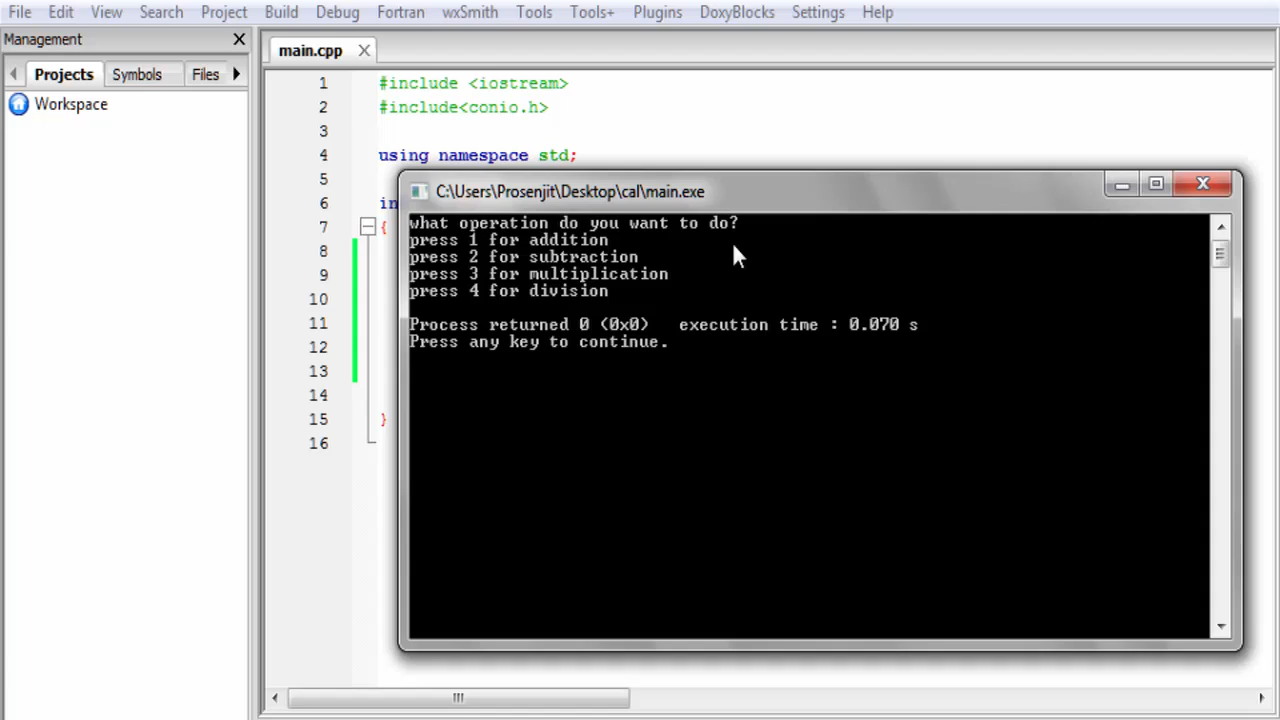 File Edit View Search Project Build Debug Fortran wxSmith Tools Tools+ Plugins DoxyBlocks Settings Help
Management
Projects Symbols Files
Workspace
main.cpp
1 #include <iostream>
2 #include<conio.h>
3
4 using namespace std;
5
6 in
7 {
8
9
10
11
12
13
14
15 }
16
C:\Users\Prosenjit\Desktop\cal\main.exe
what operation do you want to do?
press 1 for addition
press 2 for subtraction
press 3 for multiplication
press 4 for division
Process returned 0 (0x0) execution time : 0.070 s
Press any key to continue.